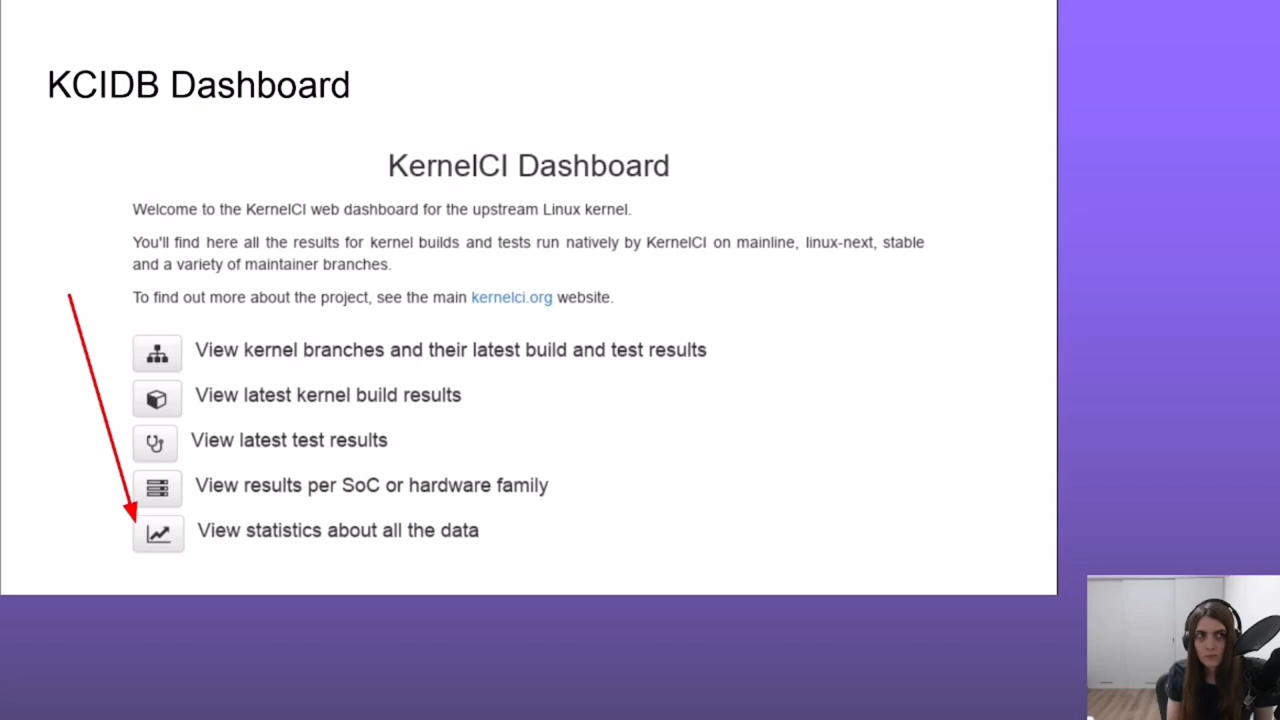 KCIDB Dashboard
KernelCI Dashboard
Welcome to the KernelCI web dashboard for the upstream Linux kernel.
You'll find here all the results for kernel builds and tests run natively by KernelCI on mainline, linux-next, stable
and a variety of maintainer branches.
To find out more about the project, see the main kernelci.org website.
View kernel branches and their latest build and test results
View latest kernel build results
View latest test results
View results per SoC or hardware family
View statistics about all the data